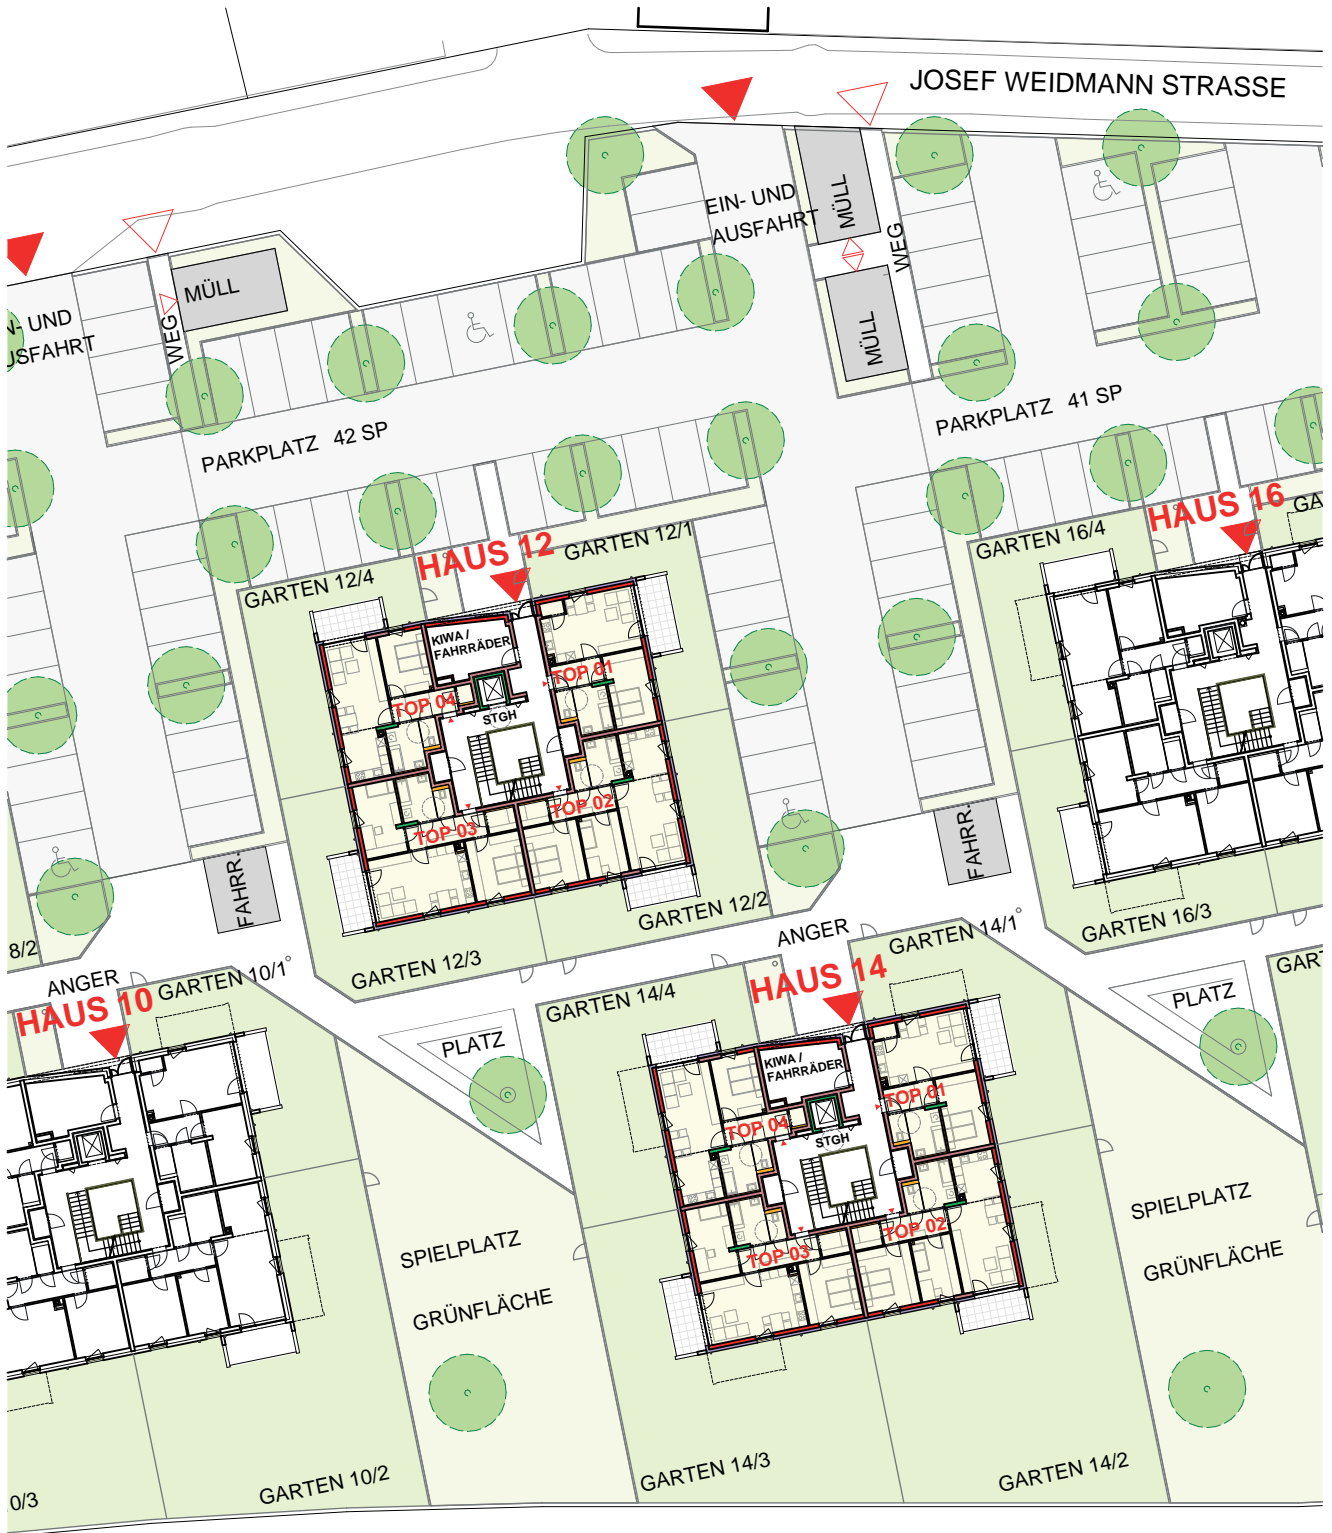 JOSEF WEIDMANN STRASSE
EIN- UND
AUSFAHRT
MÜLL
WEG
MÜLL
MÜLL
WEG
N- UND
USFAHRT
PARKPLATZ 42 SP
PARKPLATZ 41 SP
HAUS 16
GA
GARTEN 16/4
HAUS 12
GARTEN 12/1
GARTEN 12/4
KIWA /
FAHRRÄDER
TOP 01
TOP 04
STGH
TOP 02
TOP 03
FAHRR.
FAHRR.
GARTEN 12/2
GARTEN 12/3
GARTEN 16/3
8/2
ANGER
ANGER
GARTEN 14/1
GARTEN 10/1
HAUS 10
HAUS 14
GARTEN 14/4
GART
PLATZ
PLATZ
KIWA /
FAHRRÄDER
TOP 01
TOP 04
STGH
TOP 02
TOP 03
SPIELPLATZ
GRÜNFLÄCHE
SPIELPLATZ
GRÜNFLÄCHE
GARTEN 14/3
GARTEN 14/2
GARTEN 10/2
0/3